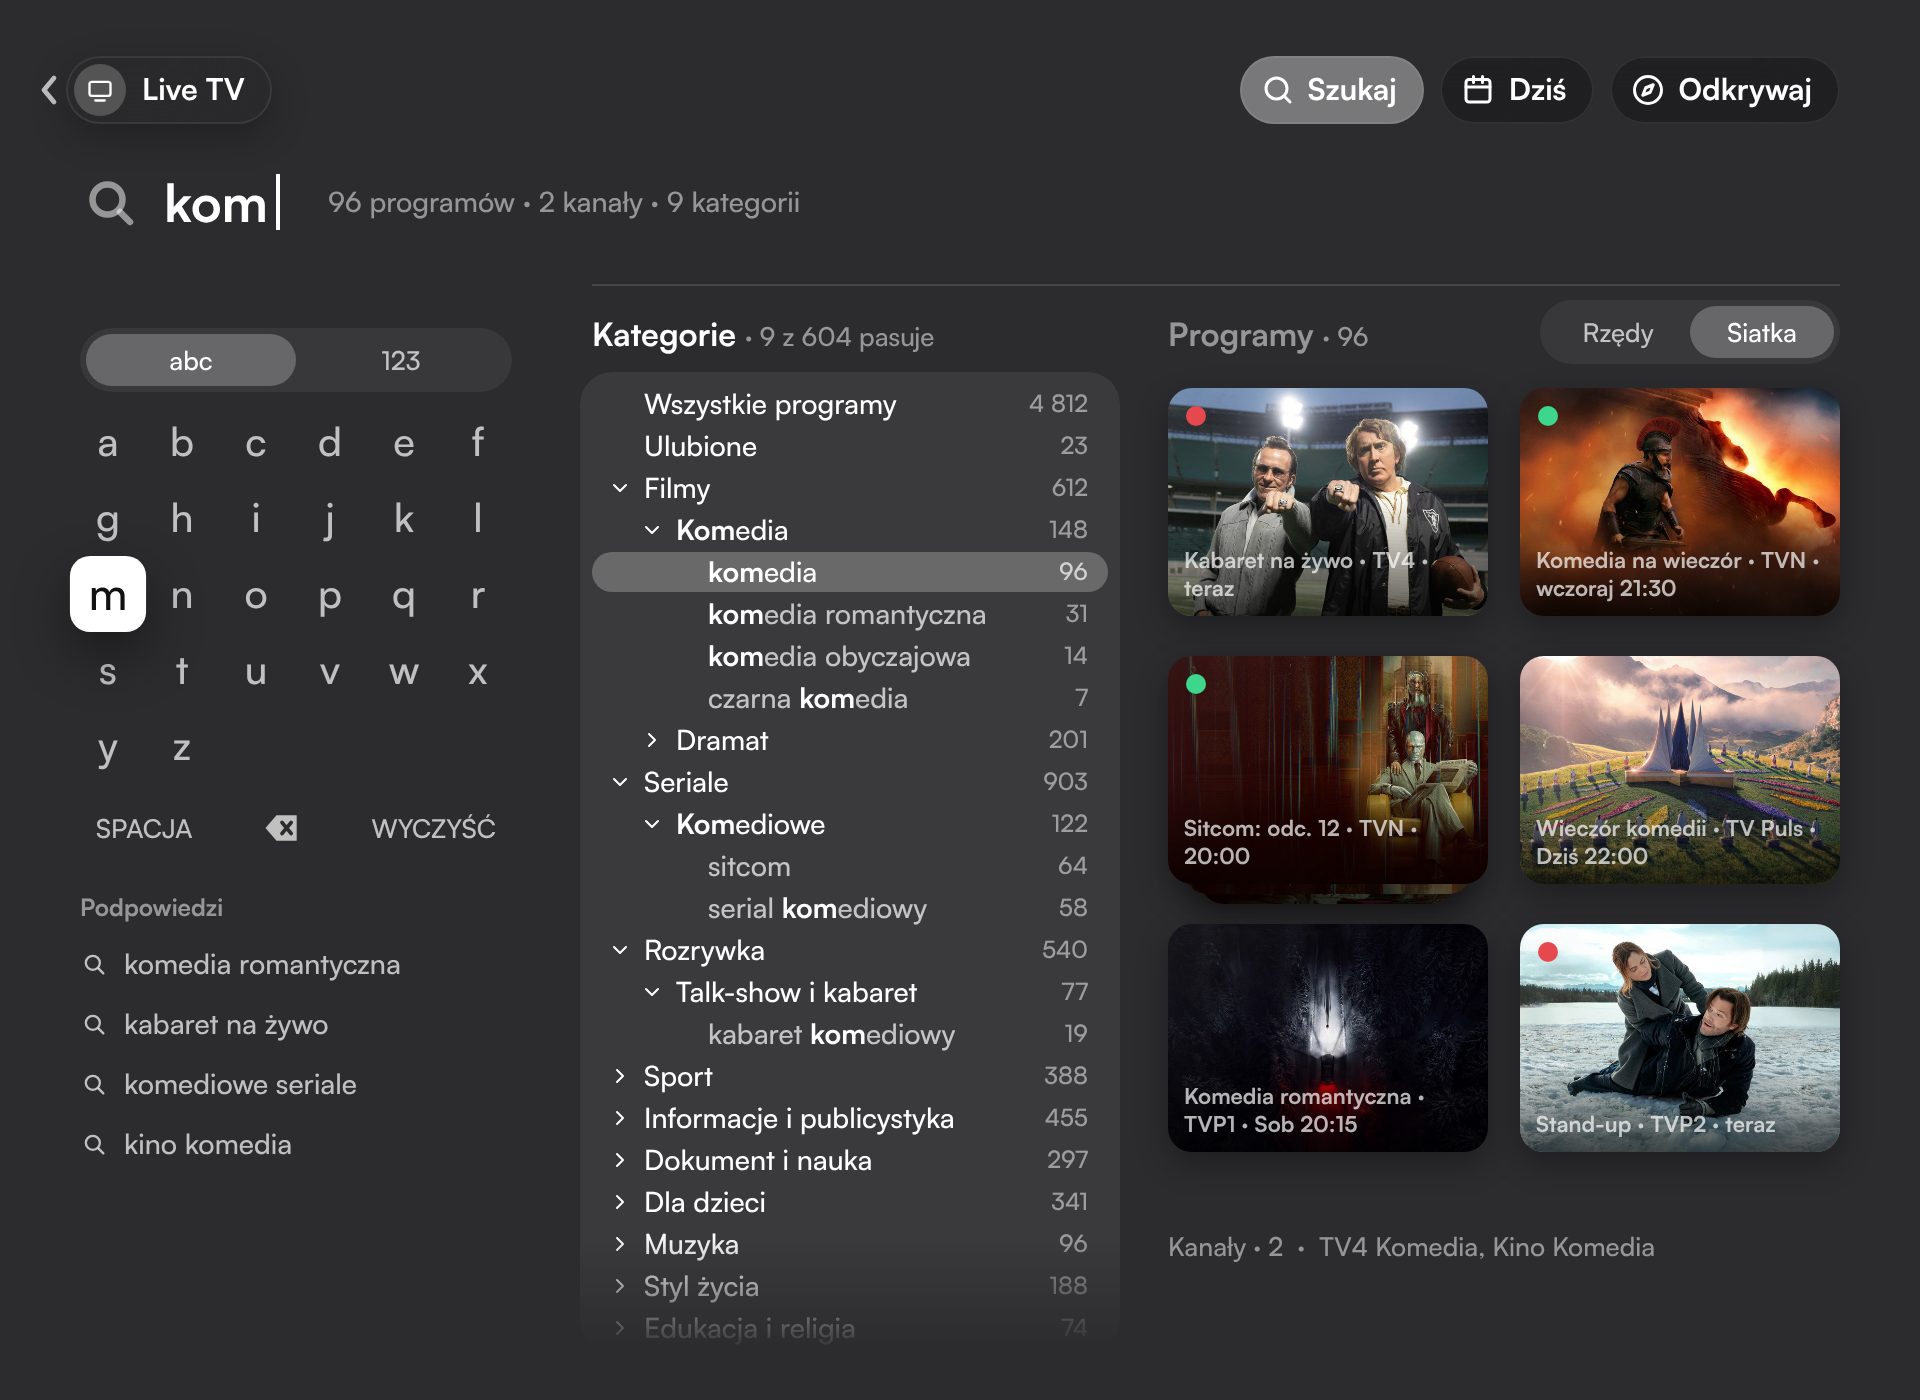 Live TV
Szukaj
Dziś
Odkrywaj
kom
96 programów · 2 kanały · 9 kategorii
abc
123
a b c d e f
g h i j k l
m n o p q r
s t u v w x
y z
SPACJA
WYCZYŚĆ
Podpowiedzi
komedia romantyczna
kabaret na żywo
komediowe seriale
kino komedia
Kategorie · 9 z 604 pasuje
Wszystkie programy 4 812
Ulubione 23
Filmy 612
Komedia 148
komedia 96
komedia romantyczna 31
komedia obyczajowa 14
czarna komedia 7
Dramat 201
Seriale 903
Komediowe 122
sitcom 64
serial komediowy 58
Rozrywka 540
Talk-show i kabaret 77
kabaret komediowy 19
Sport 388
Informacje i publicystyka 455
Dokument i nauka 297
Dla dzieci 341
Muzyka 96
Styl życia 188
Edukacja i religia 74
Programy · 96
Rzędy
Siatka
Kabaret na żywo · TV4 ·
teraz
Komedia na wieczór · TVN ·
wczoraj 21:30
Sitcom: odc. 12 · TVN ·
20:00
Wieczór komedii · TV Puls ·
Dziś 22:00
Komedia romantyczna ·
TVP1 · Sob 20:15
Stand-up · TVP2 · teraz
Kanały · 2 · TV4 Komedia, Kino Komedia